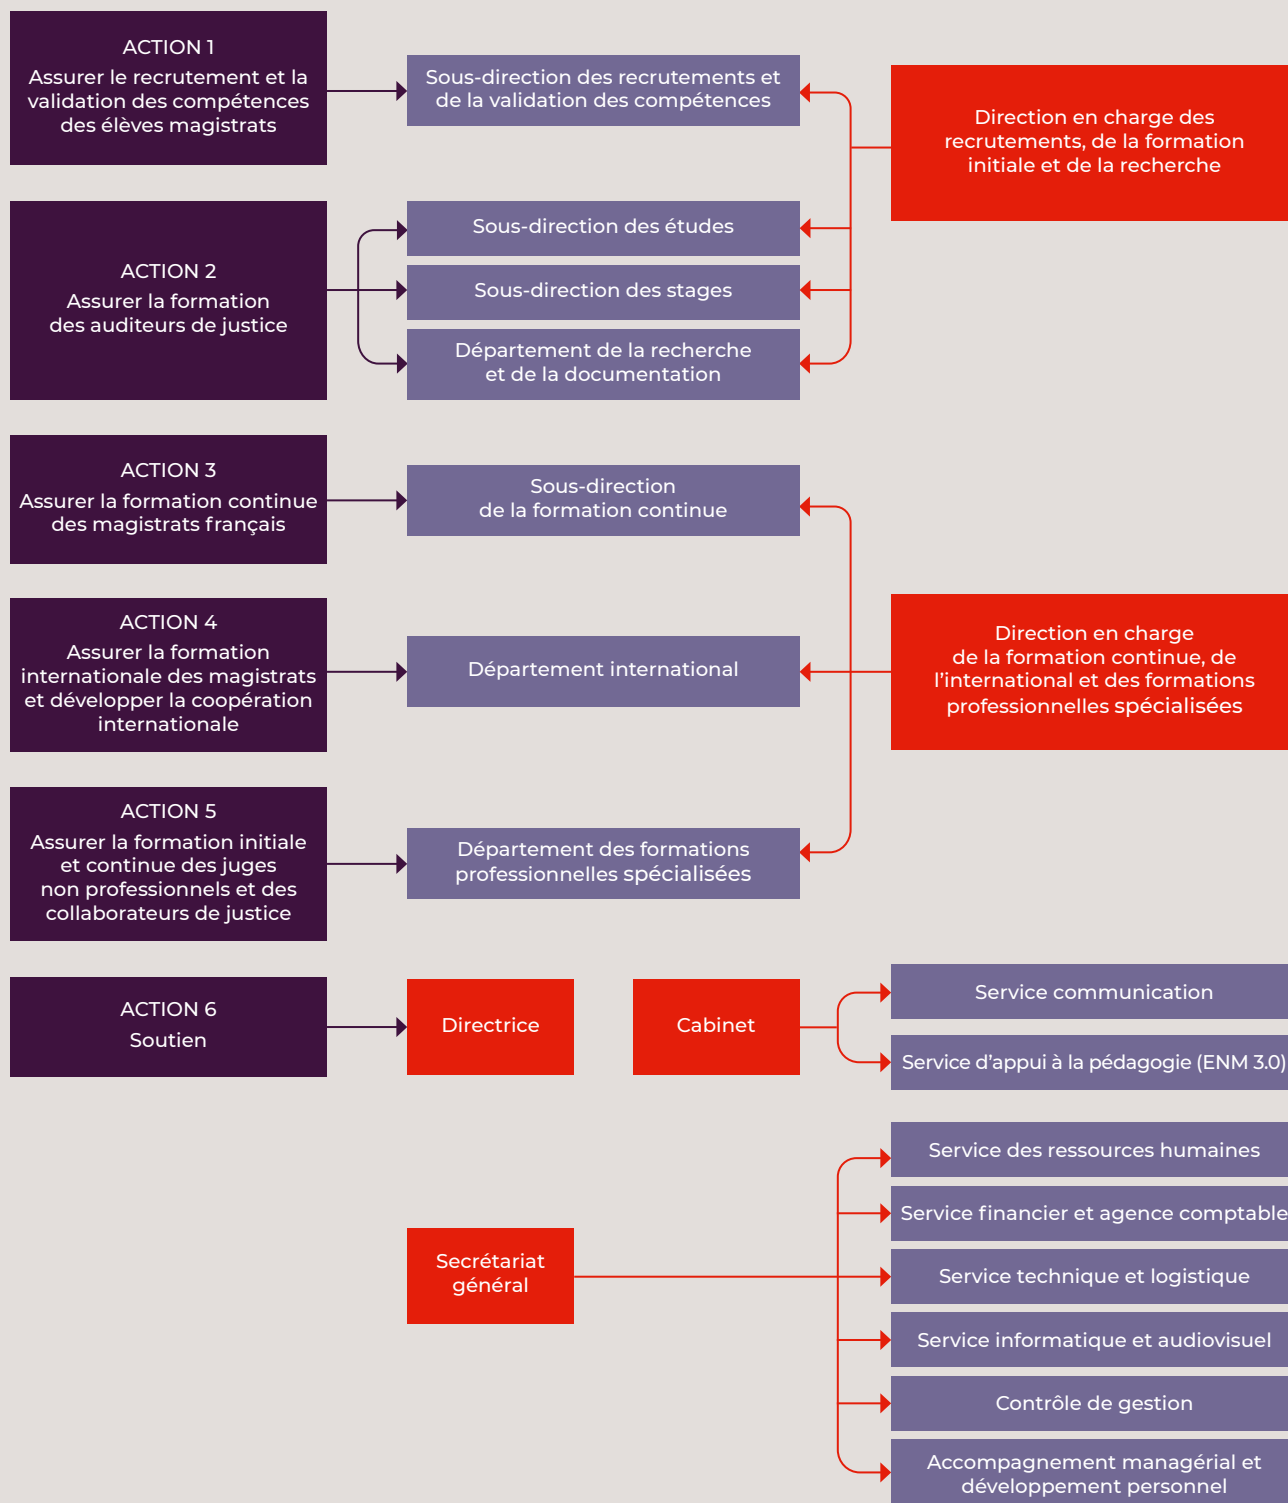 ACTION 1
Assurer le recrutement et la
validation des compétences
des élèves magistrats
Sous-direction des recrutements et
de la validation des compétences
Direction en charge des
recrutements, de la formation
initiale et de la recherche
ACTION 2
Assurer la formation
des auditeurs de justice
Sous-direction des études
Sous-direction des stages
Département de la recherche
et de la documentation
ACTION 3
Assurer la formation continue
des magistrats français
Sous-direction
de la formation continue
ACTION 4
Assurer la formation
internationale des magistrats
et développer la coopération
internationale
Département international
Direction en charge
de la formation continue, de
l'international et des formations
professionnelles spécialisées
ACTION 5
Assurer la formation initiale
et continue des juges
non professionnels et des
collaborateurs de justice
Département des formations
professionnelles spécialisées
ACTION 6
Soutien
Directrice
Cabinet
Service communication
Service d'appui à la pédagogie (ENM 3.0)
Secrétariat
général
Service des ressources humaines
Service financier et agence comptable
Service technique et logistique
Service informatique et audiovisuel
Contrôle de gestion
Accompagnement managérial et
développement personnel